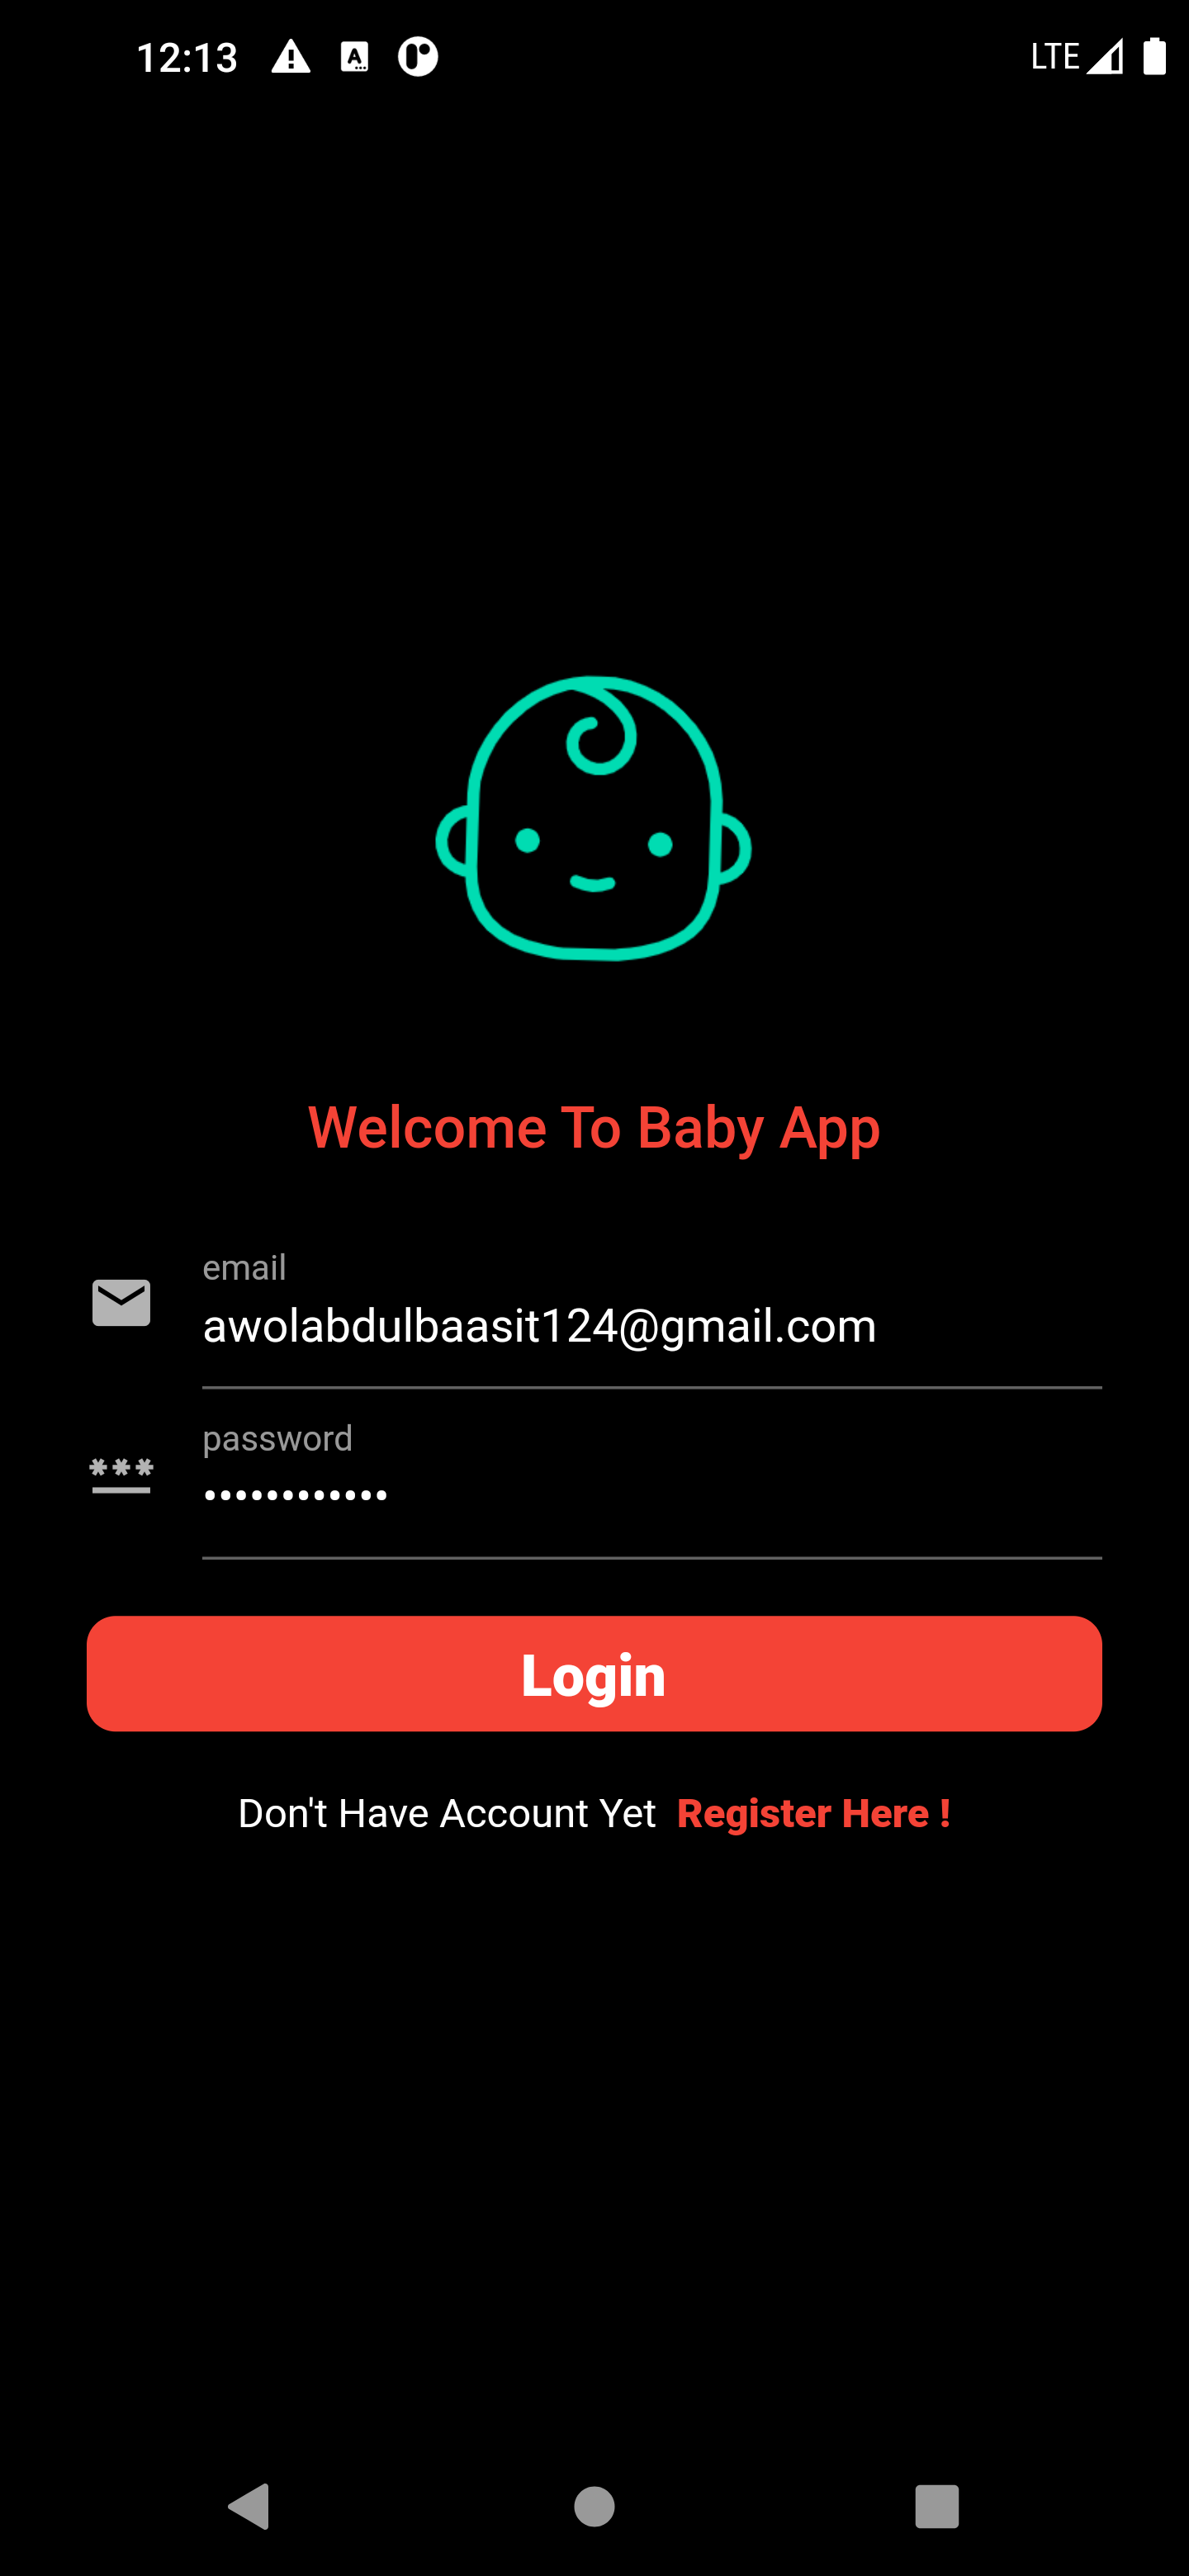 12:13 LTE
Welcome To Baby App
email
awolabdulbaasit124@gmail.com
password
••••••••••••
Login
Don't Have Account Yet Register Here !